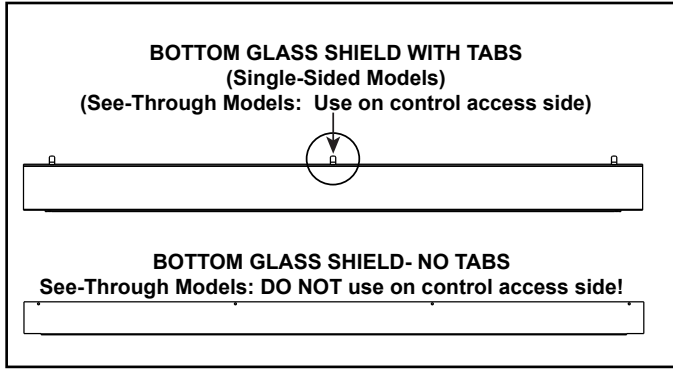 BOTTOM GLASS SHIELD WITH TABS
(Single-Sided Models)
(See-Through Models:  Use on control access side)
BOTTOM GLASS SHIELD- NO TABS
See-Through Models: DO NOT use on control access side!